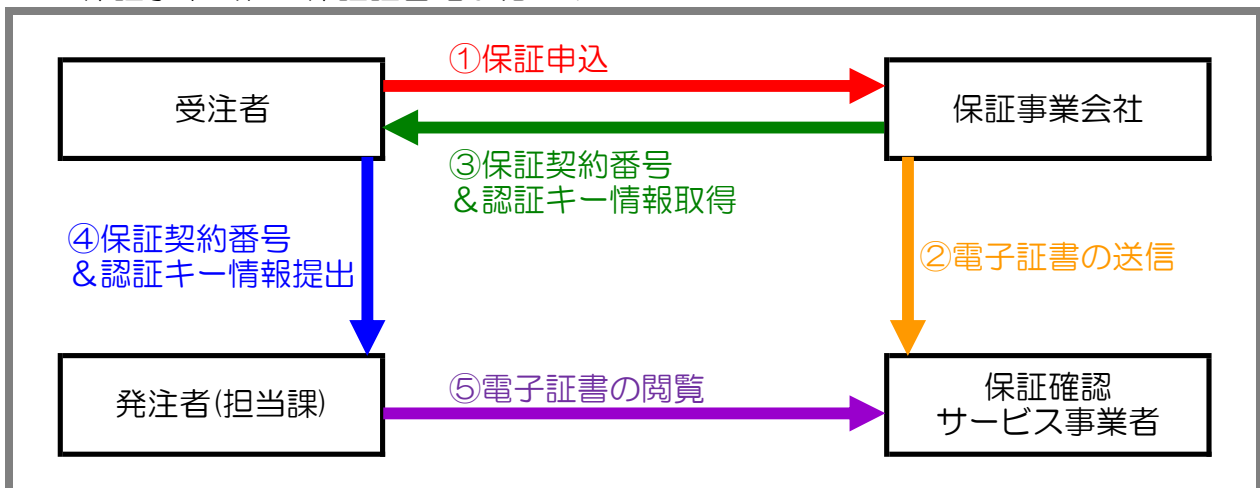 ①保証申込
受注者
保証事業会社
③保証契約番号
&認証キー情報取得
④保証契約番号
&認証キー情報提出
②電子証書の送信
発注者(担当課)
⑤電子証書の閲覧
保証確認
サービス事業者